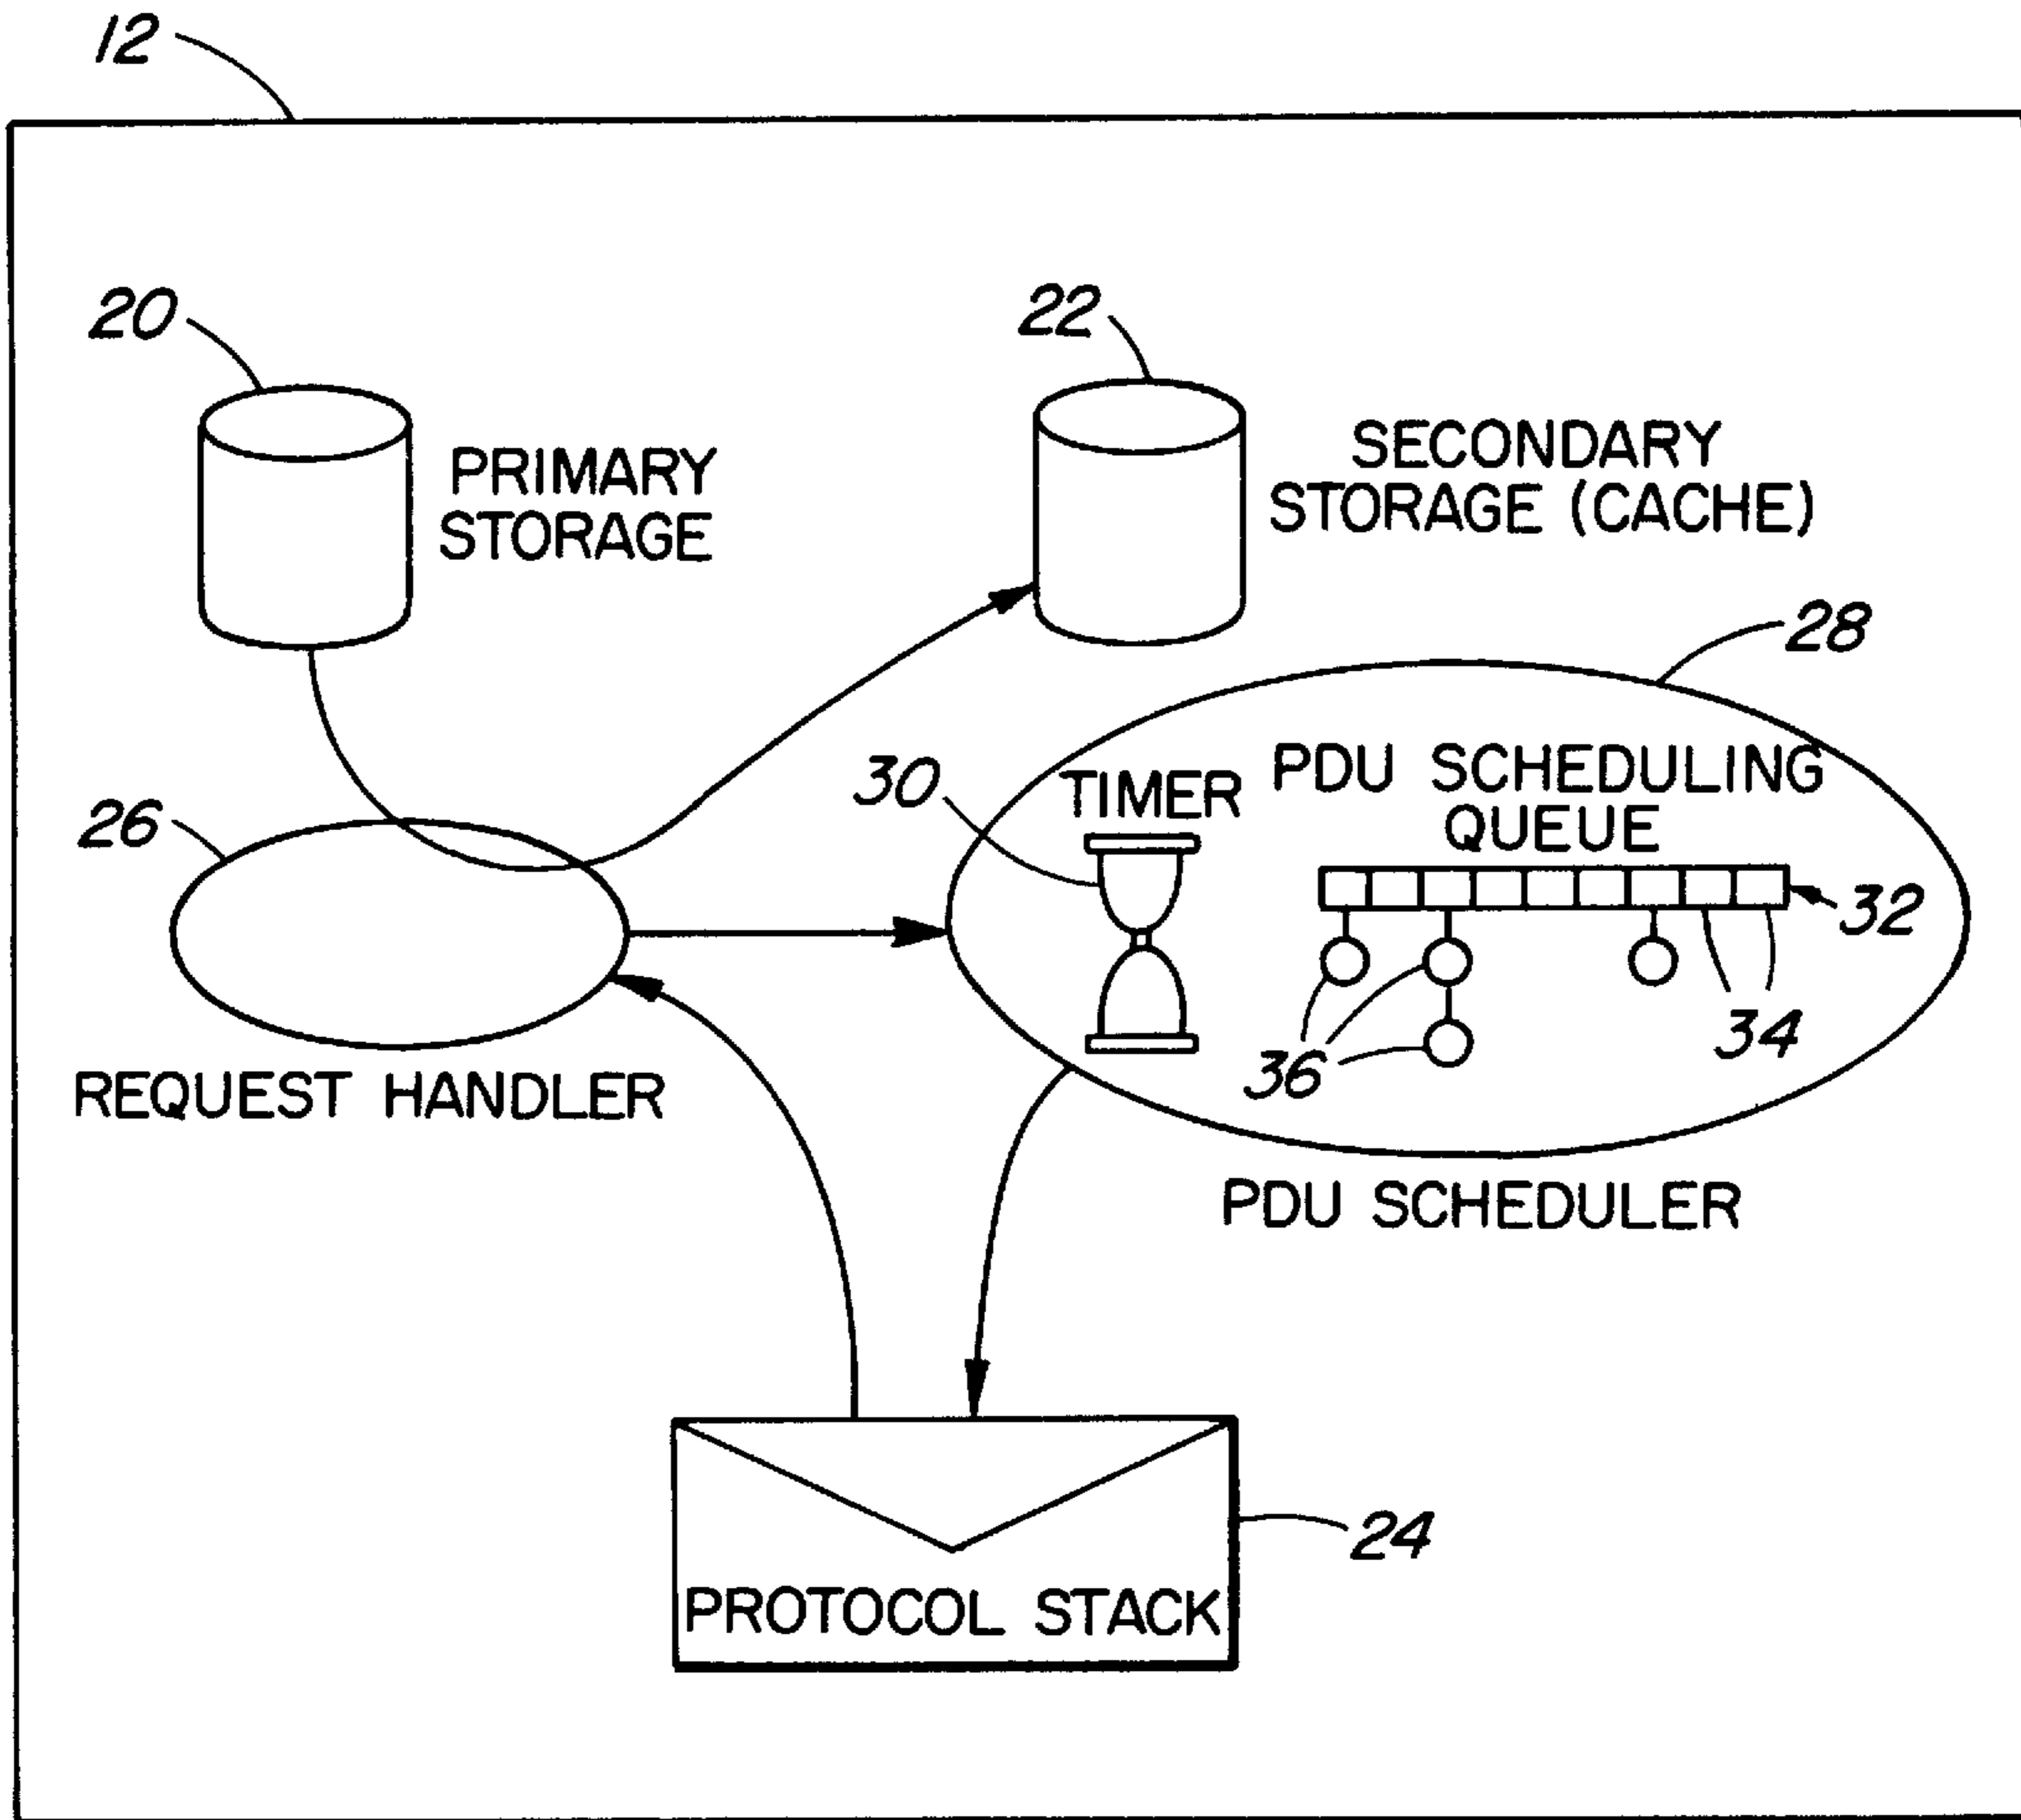 12
20
22
PRIMARY
STORAGE
SECONDARY
STORAGE (CACHE)
28
26
30
TIMER
PDU SCHEDULING
QUEUE
32
34
36
REQUEST HANDLER
PDU SCHEDULER
24
PROTOCOL STACK